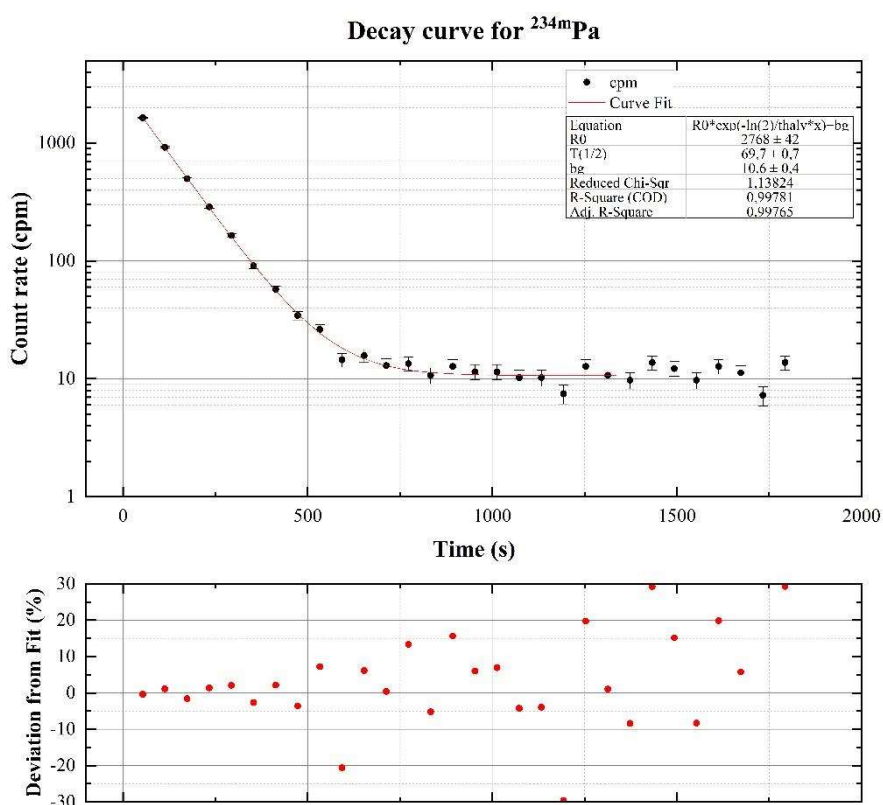 Decay curve for ²³⁴ᵐPa
cpm
Curve Fit
Equation R0*exp(-ln(2)/thalv*x)+bg
R0 2768 ± 42
T(1/2) 69,7 ± 0,7
bg 10,6 ± 0,4
Reduced Chi-Sqr 1,13824
R-Square (COD) 0,99781
Adj. R-Square 0,99765
Count rate (cpm)
1000
100
10
1
0 500 1000 1500 2000
Time (s)
Deviation from Fit (%)
30
20
10
0
-10
-20
-30